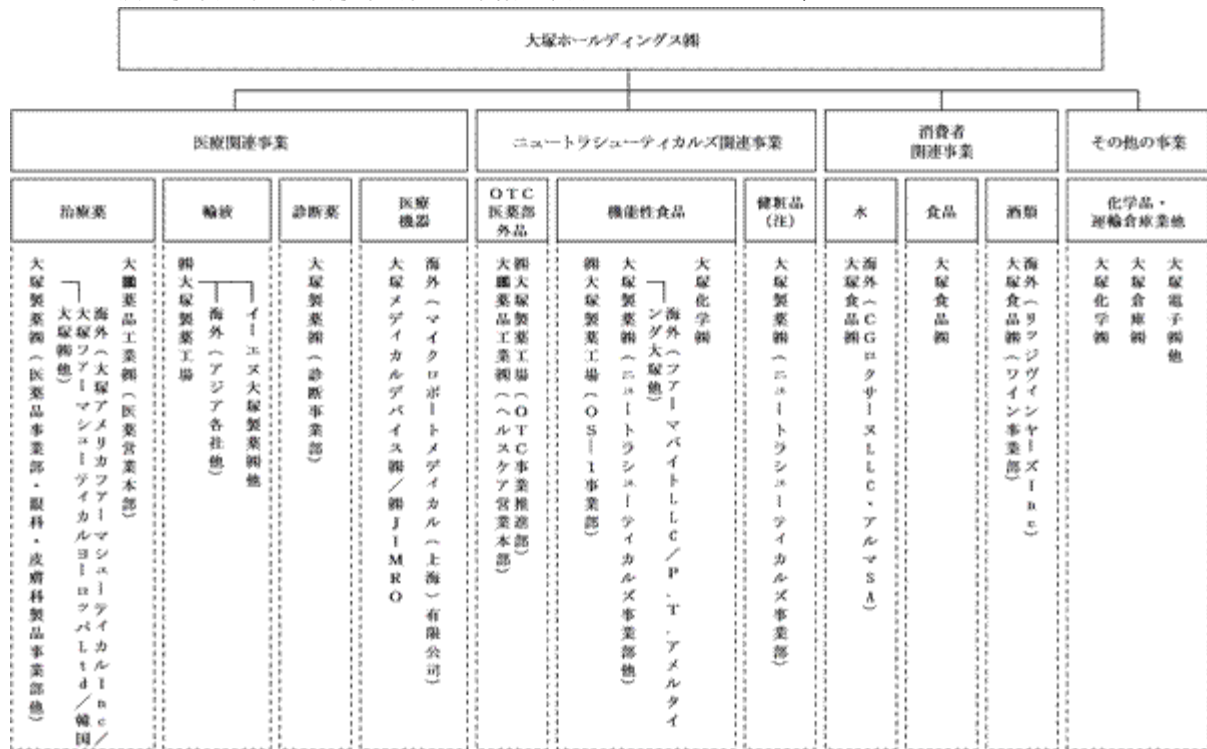 大塚ホールディングス㈱
医療関連事業
ニュートラシューティカルズ関連事業
消費者
関連事業
その他の事業
治療薬
輸液
診断薬
医療
機器
OTC
医薬部
外品
機能性食品
健粧品
(注)
水
食品
酒類
化学品・
運輸倉庫業他
大塚製薬㈱(医薬品事業部・眼科・皮膚科製品事業部他)
海外(大塚アメリカファーマシューティカルInc/
大塚ファーマシューティカルヨーロッパLtd/韓国
大塚㈱他)
大鵬薬品工業㈱(医薬営業本部)
㈱大塚製薬工場
海外(アジア各社他)
イーエヌ大塚製薬㈱他
大塚製薬㈱(診断事業部)
大塚メディカルデバイス㈱/㈱JIMRO
海外(マイクロポートメディカル(上海)有限公司)
大鵬薬品工業㈱(ヘルスケア営業本部)
㈱大塚製薬工場(OTC事業推進部)
㈱大塚製薬工場(OS-1事業部)
大塚製薬㈱(ニュートラシューティカルズ事業部他)
海外(ファーマバイトLLC/P.T.アメルタイ
ンダ大塚他)
大塚化学㈱
大塚製薬㈱(ニュートラシューティカルズ事業部)
大塚食品㈱
海外(CGロクサーヌLLC・アルマSA)
大塚食品㈱
大塚食品㈱(ワイン事業部)
海外(リッジヴィンヤーズInc)
大塚化学㈱
大塚倉庫㈱
大塚電子㈱他